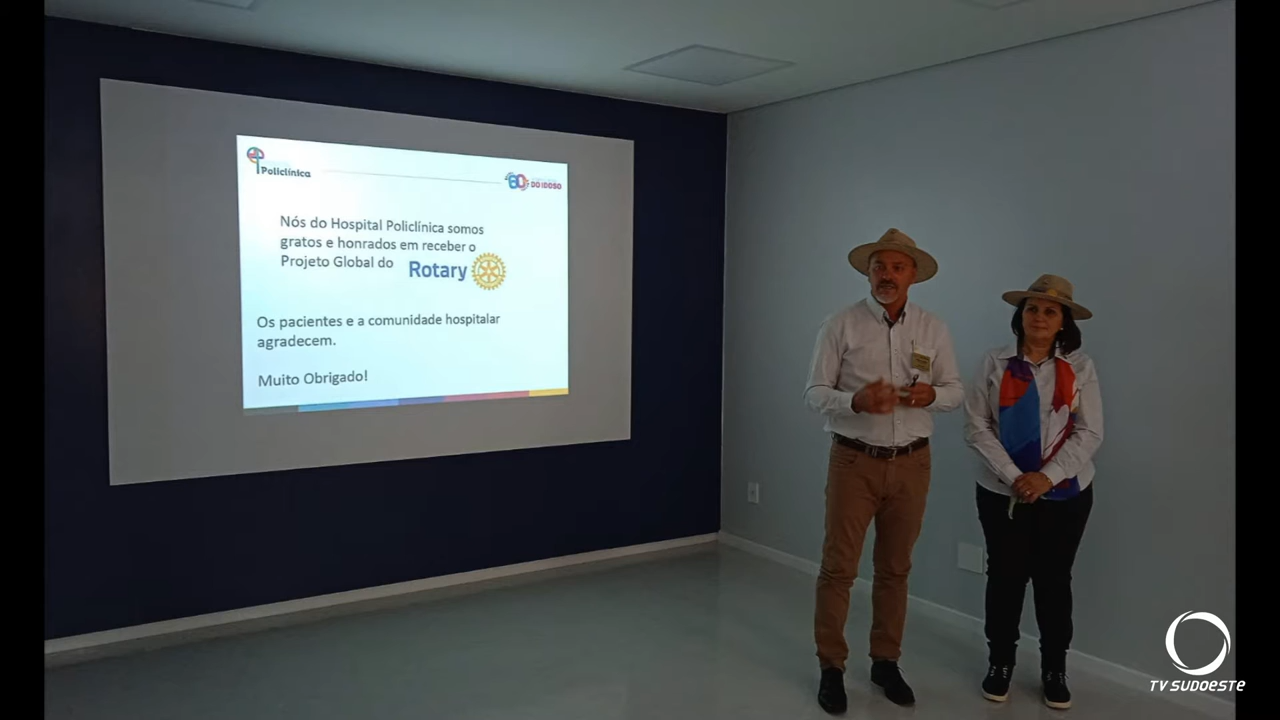 Policlínica
DO IDOSO
Nós do Hospital Policlínica somos
gratos e honrados em receber o
Projeto Global do Rotary
Os pacientes e a comunidade hospitalar
agradecem.
Muito Obrigado!
TV SUDOESTE